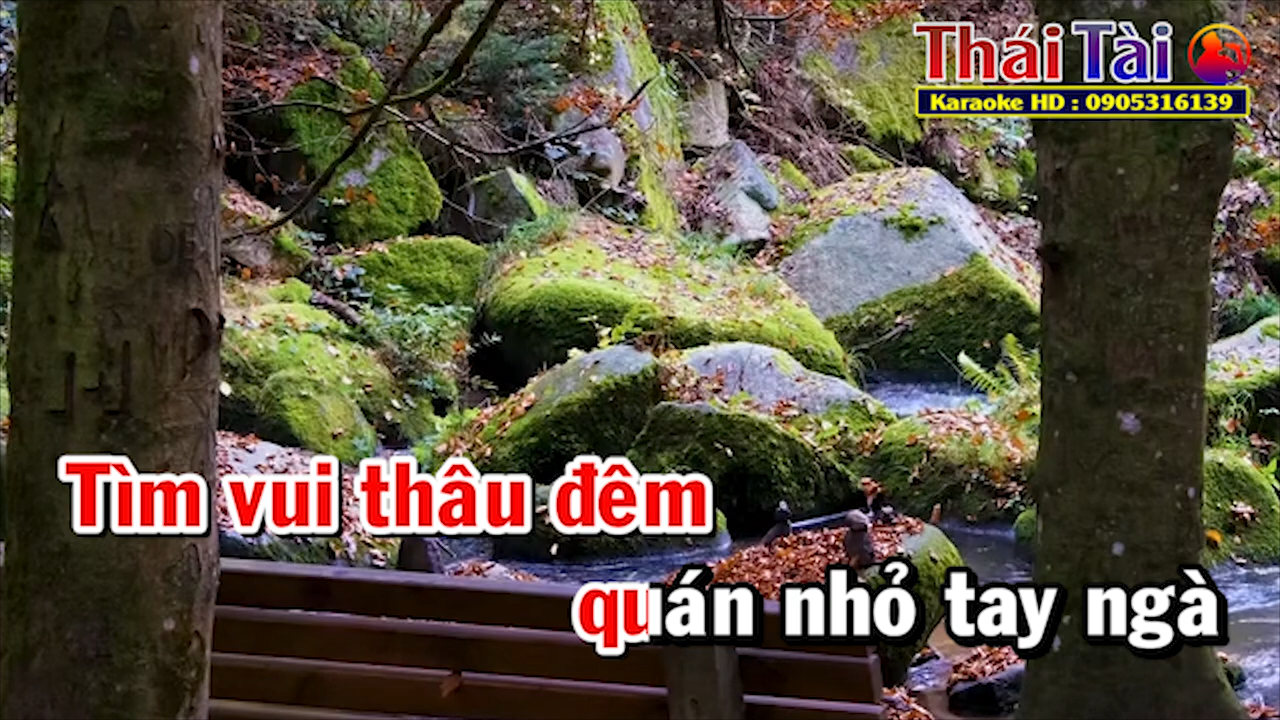 Thái Tài
Karaoke HD : 0905316139
Tìm vui thâu đêm
quán nhỏ tay ngà